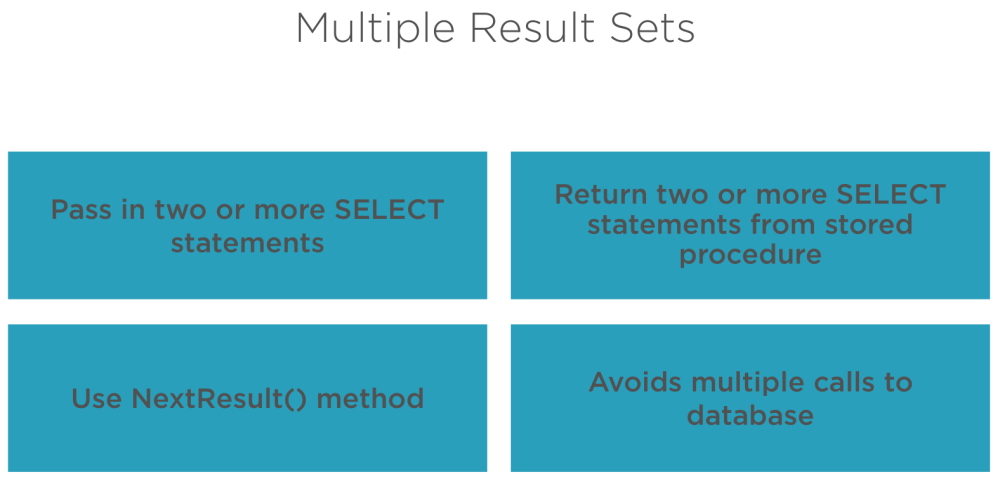 Multiple Result Sets
Pass in two or more SELECT
statements
Return two or more SELECT
statements from stored
procedure
Use NextResult() method
Avoids multiple calls to
database